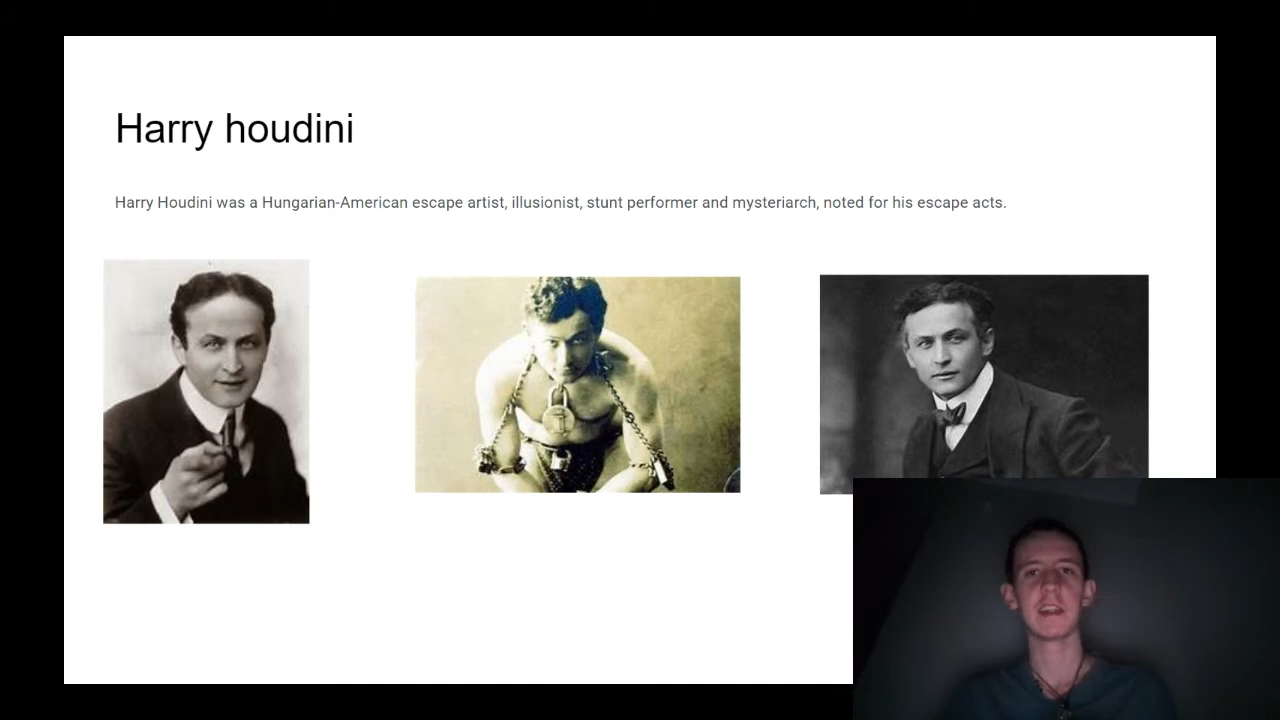 Harry houdini
Harry Houdini was a Hungarian-American escape artist, illusionist, stunt performer and mysteriarch, noted for his escape acts.